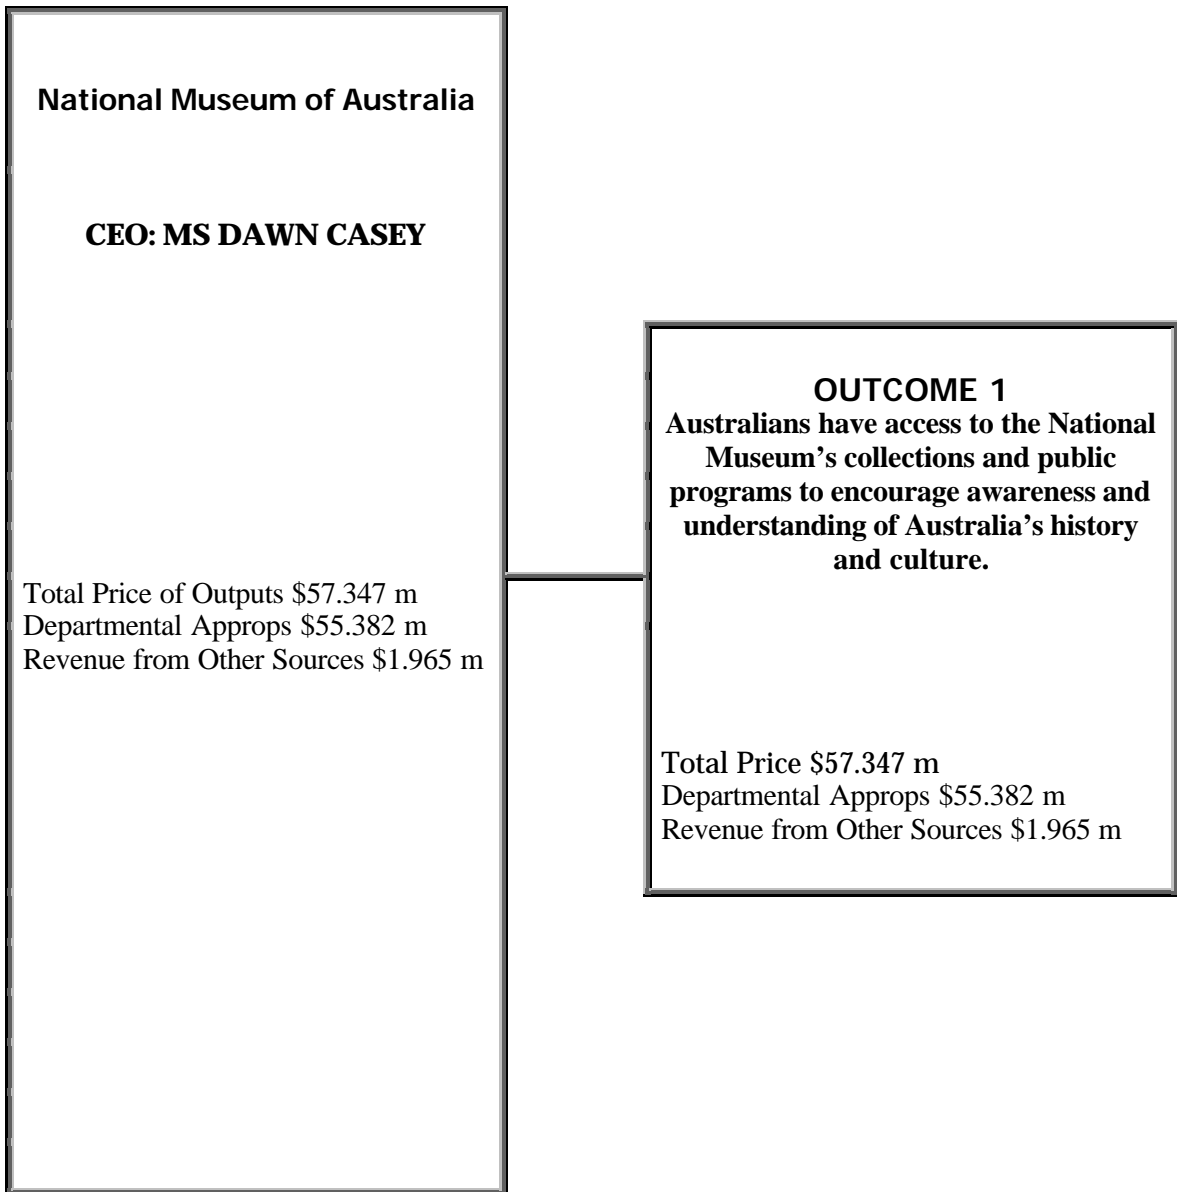 National Museum of Australia
CEO: MS DAWN CASEY
Total Price of Outputs $57.347 m
Departmental Approps $55.382 m
Revenue from Other Sources $1.965 m
OUTCOME 1
Australians have access to the National
Museum’s collections and public
programs to encourage awareness and
understanding of Australia’s history
and culture.
Total Price $57.347 m
Departmental Approps $55.382 m
Revenue from Other Sources $1.965 m